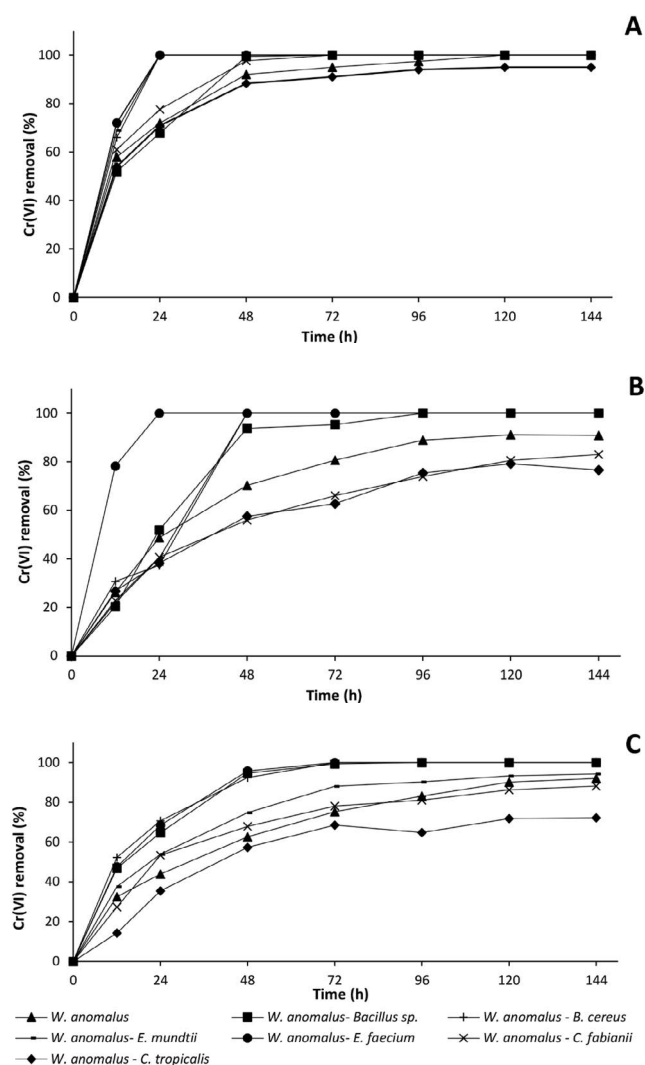 A
100
80
60
40
20
0
Cr(VI) removal (%)
0 24 48 72 96 120 144
Time (h)
B
100
80
60
40
20
0
Cr(VI) removal (%)
0 24 48 72 96 120 144
Time (h)
C
100
80
60
40
20
0
Cr(VI) removal (%)
0 24 48 72 96 120 144
Time (h)
W. anomalus W. anomalus- Bacillus sp. W. anomalus - B. cereus
W. anomalus- E. mundtii W. anomalus- E. faecium W. anomalus - C. fabianii
W. anomalus - C. tropicalis